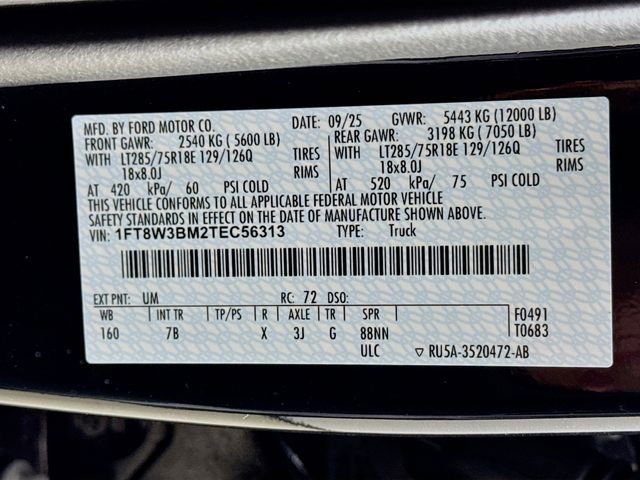 MFD. BY FORD MOTOR CO. DATE: 09/25 GVWR: 5443 KG (12000 LB)
FRONT GAWR: 2540 KG ( 5600 LB) REAR GAWR: 3198 KG ( 7050 LB)
WITH LT285/75R18E 129/126Q TIRES WITH LT285/75R18E 129/126Q TIRES
18x8.0J RIMS 18x8.0J RIMS
AT 420 kPa/ 60 PSI COLD AT 520 kPa/ 75 PSI COLD
THIS VEHICLE CONFORMS TO ALL APPLICABLE FEDERAL MOTOR VEHICLE
SAFETY STANDARDS IN EFFECT ON THE DATE OF MANUFACTURE SHOWN ABOVE.
VIN: 1FT8W3BM2TEC56313 TYPE: Truck
EXT PNT: UM RC: 72 DSO:
WB INT TR TP/PS R AXLE TR SPR F0491
160 7B X 3J G 88NN T0683
ULC ▽ RU5A-3520472-AB